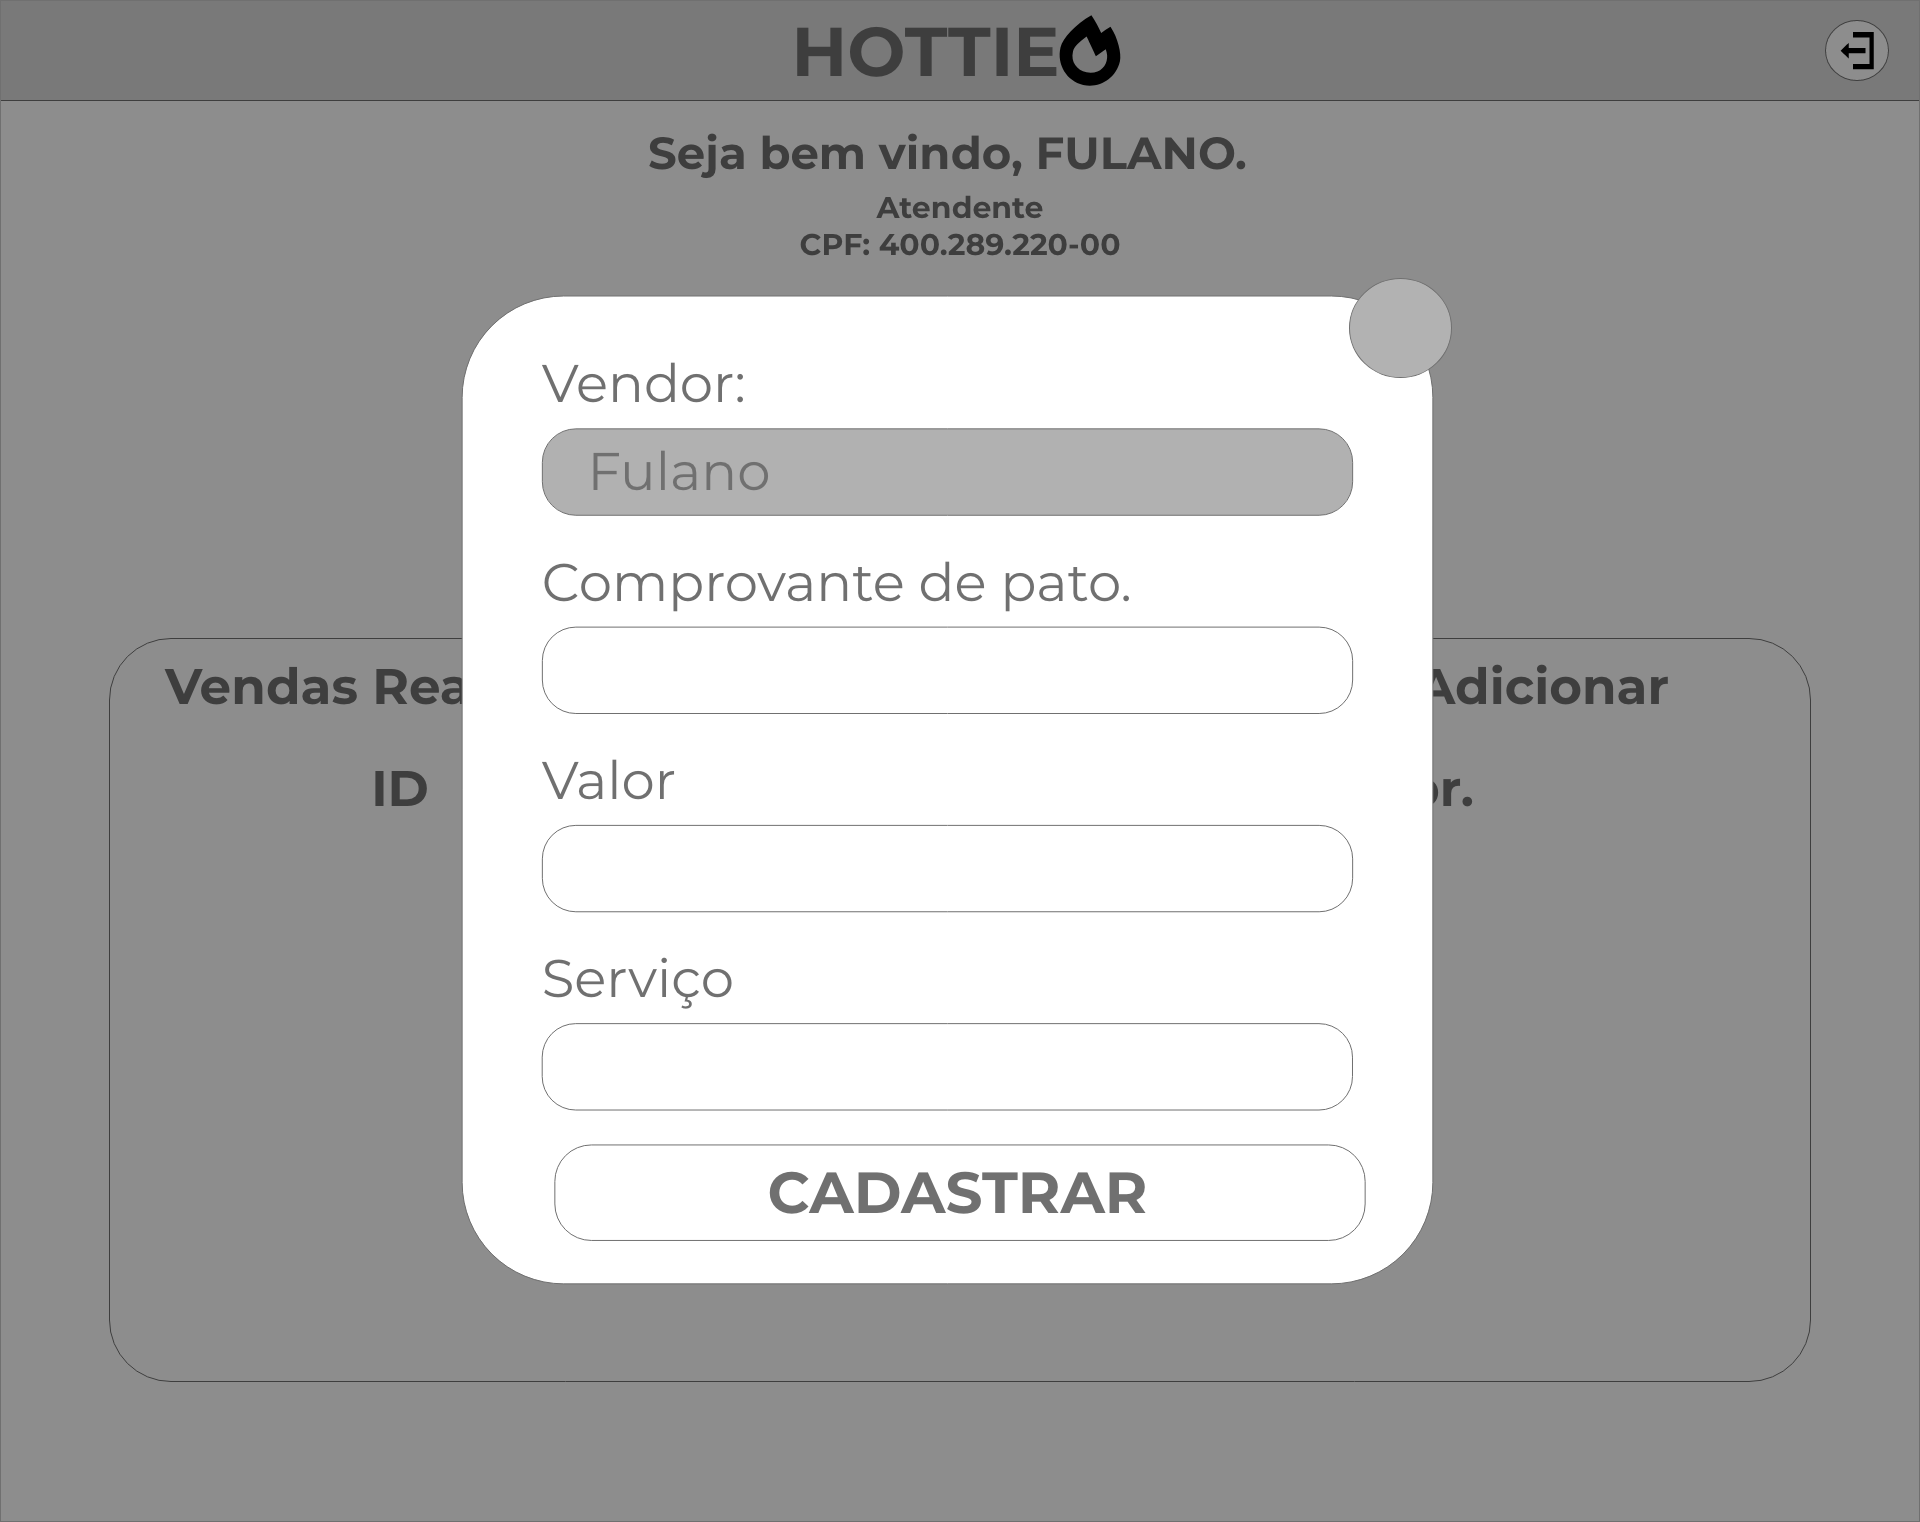 HOTTIE
Seja bem vindo, FULANO.
Atendente
CPF: 400.289.220-00
Vendor:
Fulano
Comprovante de pato.
Vendas Rea
Adicionar
Valor
ID
or.
Serviço
CADASTRAR